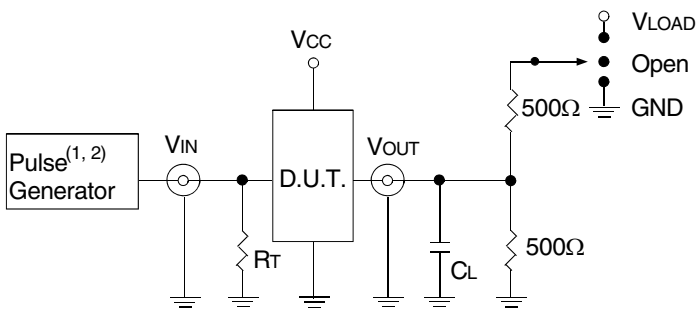 VLOAD
VCC
Open
500Ω
GND
Pulse(1, 2)
Generator
VIN
D.U.T.
VOUT
RT
CL
500Ω